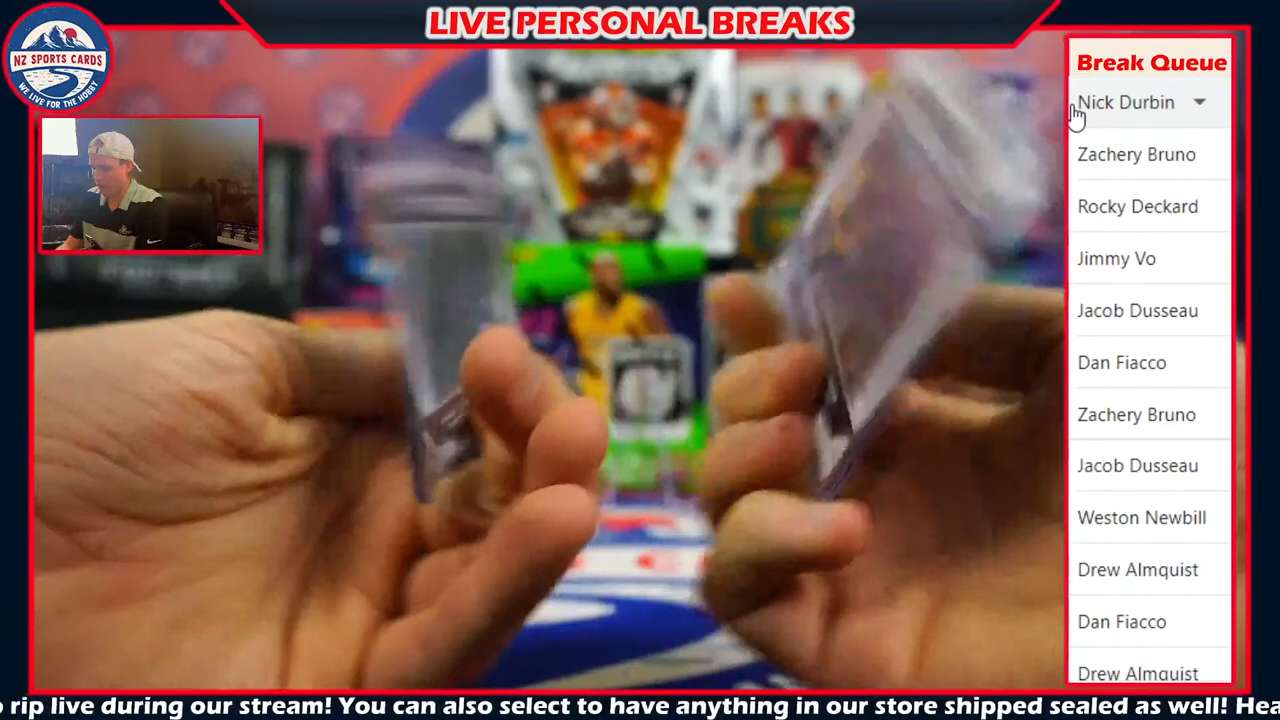 LIVE PERSONAL BREAKS
NZ SPORTS CARDS
WE LIVE FOR THE HOBBY
Break Queue
Nick Durbin
Zachery Bruno
Rocky Deckard
Jimmy Vo
Jacob Dusseau
Dan Fiacco
Zachery Bruno
Jacob Dusseau
Weston Newbill
Drew Almquist
Dan Fiacco
Drew Almquist
rip live during our stream! You can also select to have anything in our store shipped sealed as well! Hea